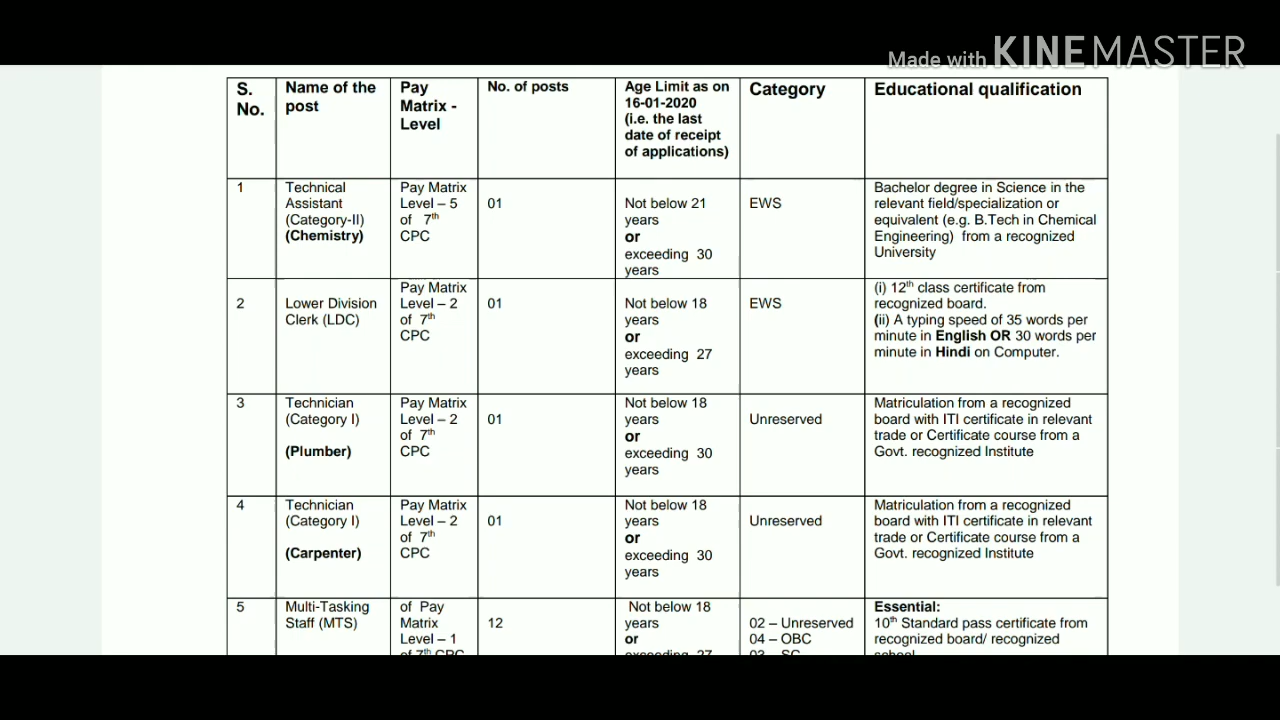 Made with KINEMASTER
S. No. Name of the post Pay Matrix - Level No. of posts Age Limit as on 16-01-2020 (i.e. the last date of receipt of applications) Category Educational qualification
1
Technical
Assistant
(Category-II)
(Chemistry)
Pay Matrix
Level – 5
of 7th
CPC
01
Not below 21
years
or
exceeding 30
years
EWS
Bachelor degree in Science in the
relevant field/specialization or
equivalent (e.g. B.Tech in Chemical
Engineering) from a recognized
University
2
Lower Division
Clerk (LDC)
Pay Matrix
Level – 2
of 7th
CPC
01
Not below 18
years
or
exceeding 27
years
EWS
(i) 12th class certificate from
recognized board.
(ii) A typing speed of 35 words per
minute in English OR 30 words per
minute in Hindi on Computer.
3
Technician
(Category I)
(Plumber)
Pay Matrix
Level – 2
of 7th
CPC
01
Not below 18
years
or
exceeding 30
years
Unreserved
Matriculation from a recognized
board with ITI certificate in relevant
trade or Certificate course from a
Govt. recognized Institute
4
Technician
(Category I)
(Carpenter)
Pay Matrix
Level – 2
of 7th
CPC
01
Not below 18
years
or
exceeding 30
years
Unreserved
Matriculation from a recognized
board with ITI certificate in relevant
trade or Certificate course from a
Govt. recognized Institute
5
Multi-Tasking
Staff (MTS)
of Pay
Matrix
Level – 1
of 7th CPC
12
Not below 18
years
or
exceeding 27
02 – Unreserved
04 – OBC
03 – SC
Essential:
10th Standard pass certificate from
recognized board/ recognized
school